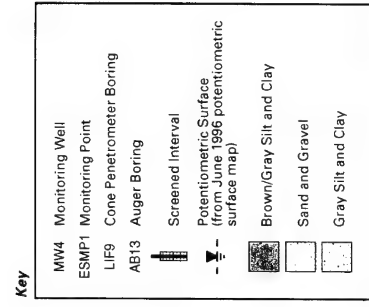 Key
MW4 Monitoring Well
ESMP1 Monitoring Point
LIF9 Cone Penetrometer Boring
AB13 Auger Boring
Screened Interval
Potentiometric Surface
(from June 1996 potentiometric
surface map)
Brown/Gray Silt and Clay
Sand and Gravel
Gray Silt and Clay